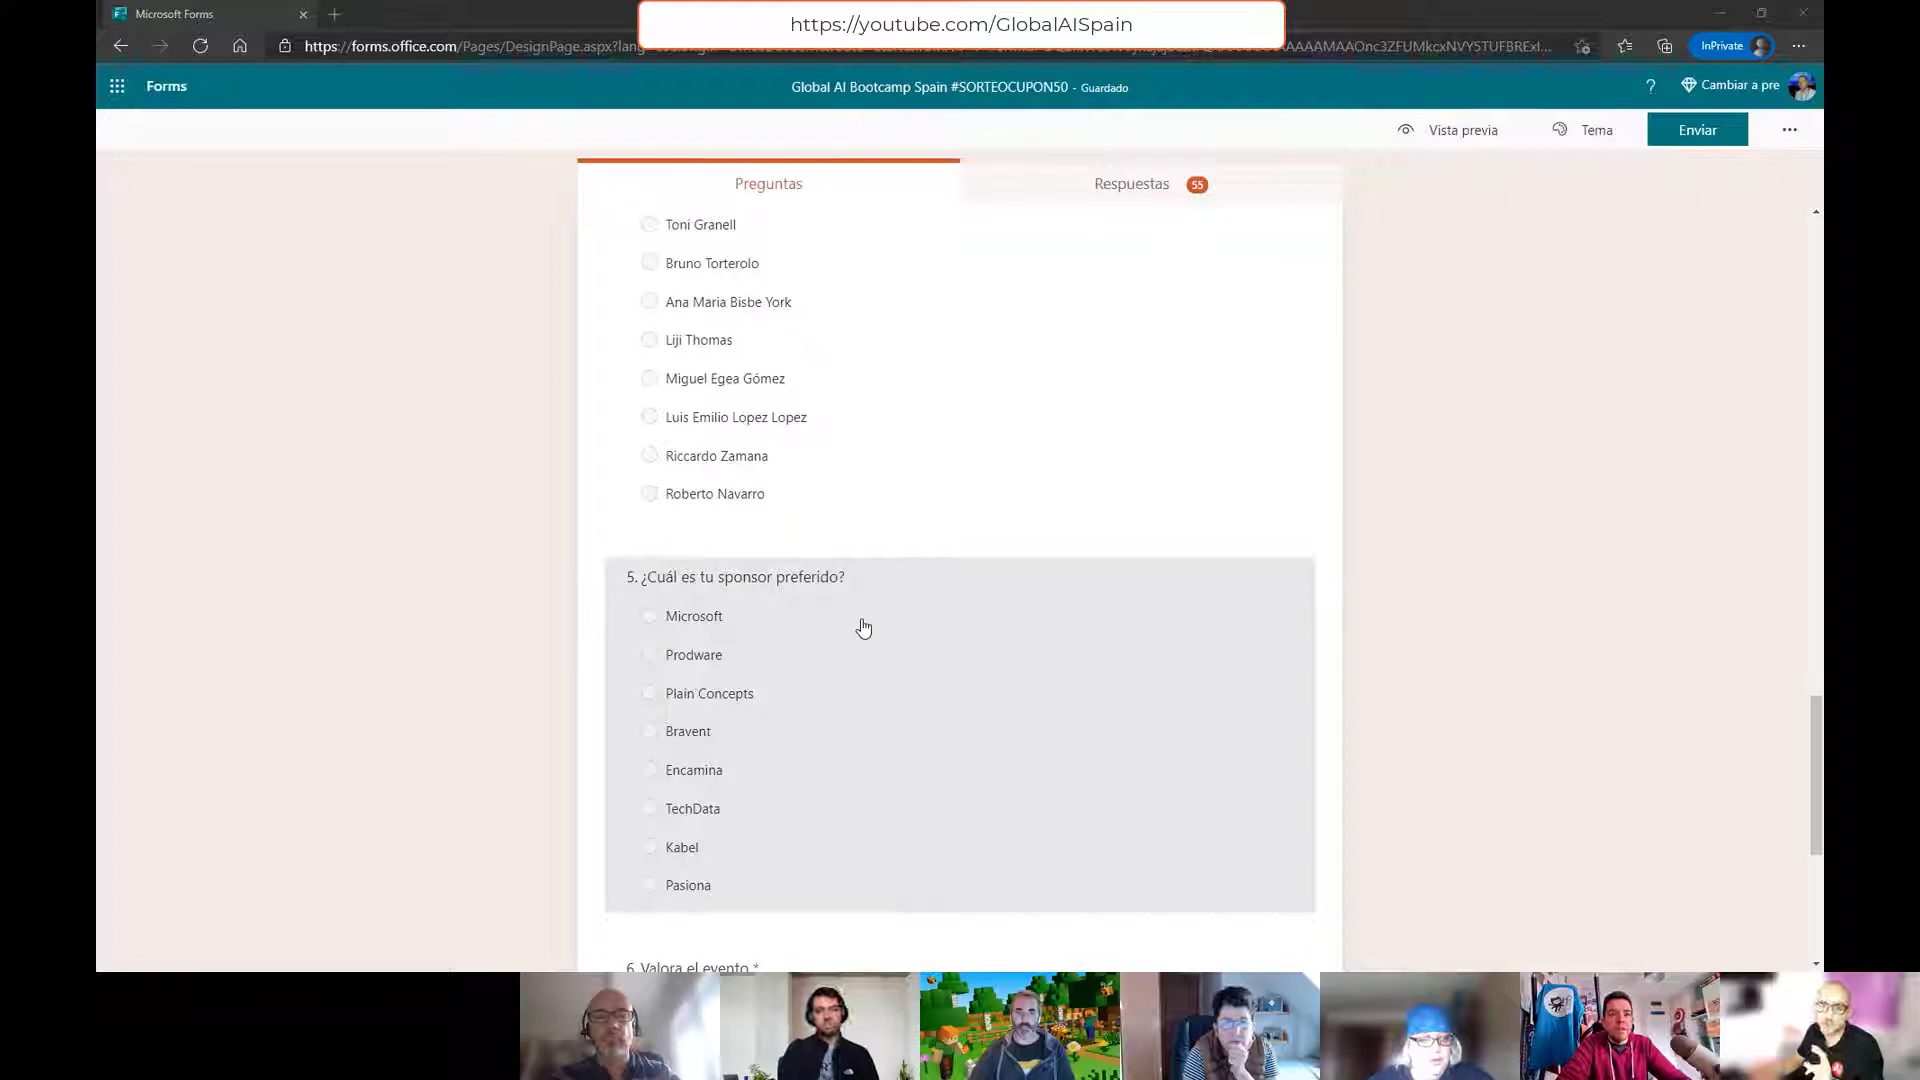 Microsoft Forms
https://youtube.com/GlobalAISpain
https://forms.office.com/Pages/DesignPage.aspx?lang
InPrivate
Forms
Global AI Bootcamp Spain #SORTEOCUPON50 - Guardado
?
Cambiar a pre
Vista previa
Tema
Enviar
Preguntas
Respuestas
55
Toni Granell
Bruno Torterolo
Ana Maria Bisbe York
Liji Thomas
Miguel Egea Gómez
Luis Emilio Lopez Lopez
Riccardo Zamana
Roberto Navarro
5. ¿Cuál es tu sponsor preferido?
Microsoft
Prodware
Plain Concepts
Bravent
Encamina
TechData
Kabel
Pasiona
6. Valora el evento *